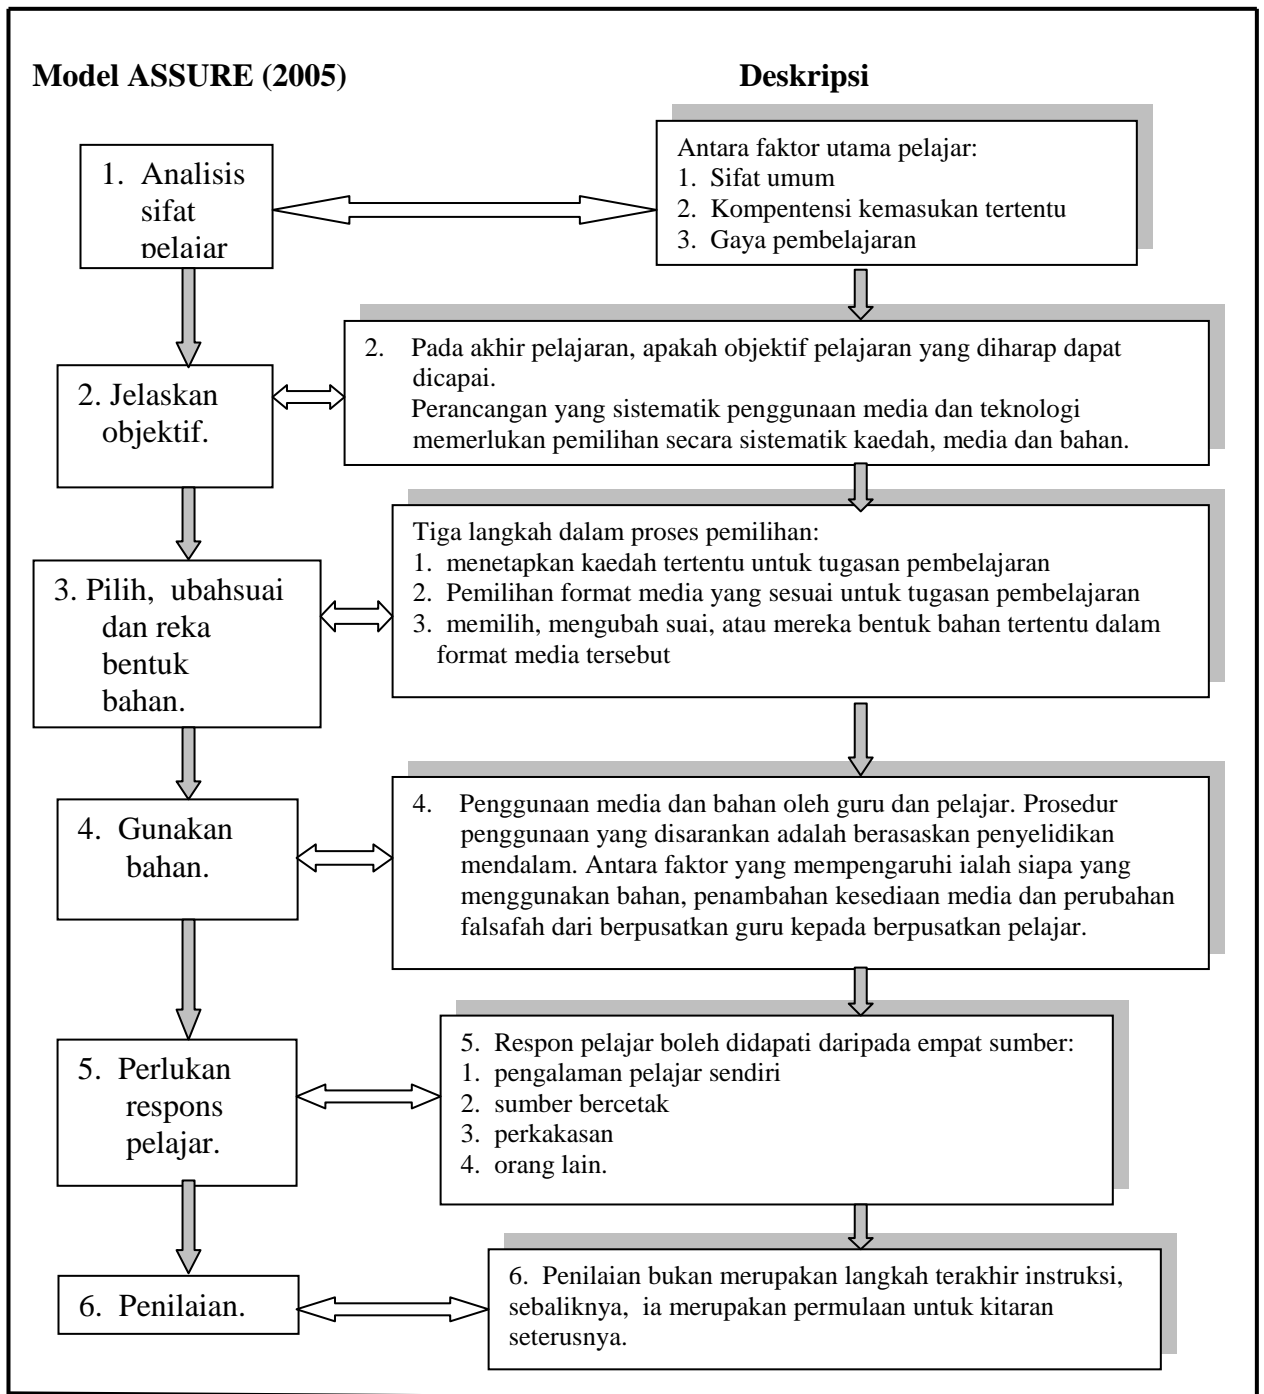 Model ASSURE (2005)
Deskripsi
1. Analisis
sifat
pelajar
Antara faktor utama pelajar:
1. Sifat umum
2. Kompentensi kemasukan tertentu
3. Gaya pembelajaran
2. Jelaskan
objektif.
2. Pada akhir pelajaran, apakah objektif pelajaran yang diharap dapat
dicapai.
Perancangan yang sistematik penggunaan media dan teknologi
memerlukan pemilihan secara sistematik kaedah, media dan bahan.
3. Pilih, ubahsuai
dan reka
bentuk
bahan.
Tiga langkah dalam proses pemilihan:
1. menetapkan kaedah tertentu untuk tugasan pembelajaran
2. Pemilihan format media yang sesuai untuk tugasan pembelajaran
3. memilih, mengubah suai, atau mereka bentuk bahan tertentu dalam
format media tersebut
4. Gunakan
bahan.
4. Penggunaan media dan bahan oleh guru dan pelajar. Prosedur
penggunaan yang disarankan adalah berasaskan penyelidikan
mendalam. Antara faktor yang mempengaruhi ialah siapa yang
menggunakan bahan, penambahan kesediaan media dan perubahan
falsafah dari berpusatkan guru kepada berpusatkan pelajar.
5. Perlukan
respons
pelajar.
5. Respon pelajar boleh didapati daripada empat sumber:
1. pengalaman pelajar sendiri
2. sumber bercetak
3. perkakasan
4. orang lain.
6. Penilaian.
6. Penilaian bukan merupakan langkah terakhir instruksi,
sebaliknya, ia merupakan permulaan untuk kitaran
seterusnya.